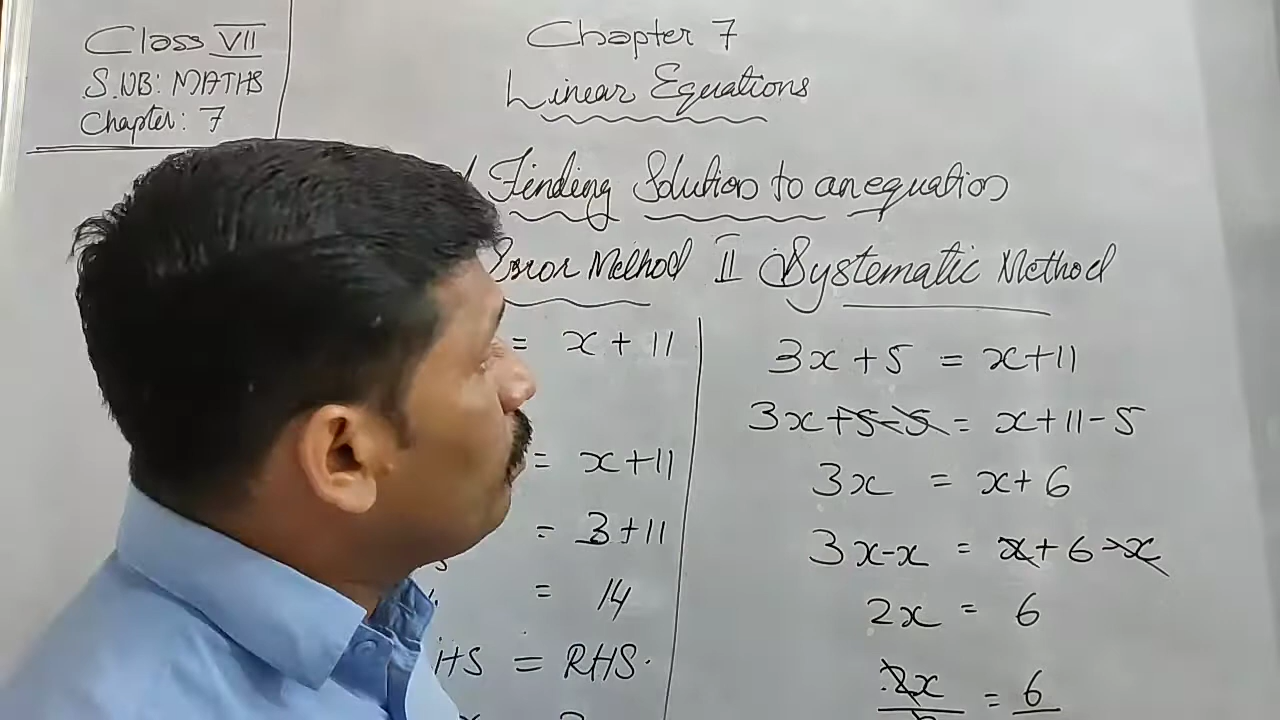 Class VII
S.NB: MATHS
Chapter: 7
Chapter 7
Linear Equations
Finding Solution to an equation
Error Method II Systematic Method
= x + 11
= x+11
= 3+11
= 14
HS = RHS.
3x + 5 = x+11
3x+5-5 = x+11-5
3x = x+6
3x-x = x+6-x
2x = 6
2x = 6